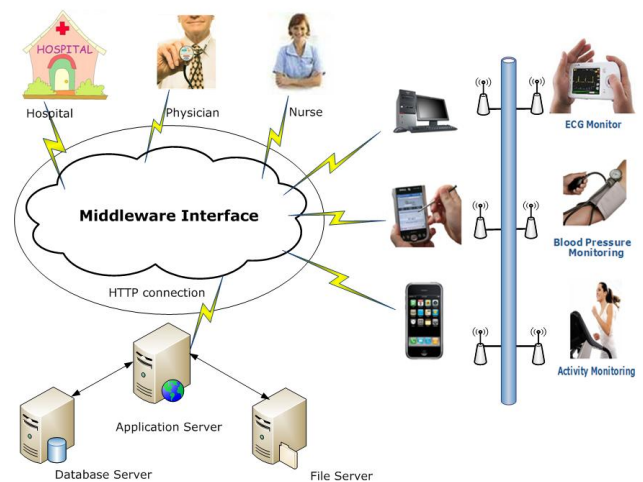 HOSPITAL
Hospital
Physician
Nurse
ECG Monitor
Middleware Interface
Blood Pressure
Monitoring
HTTP connection
Activity Monitoring
Application Server
Database Server
File Server